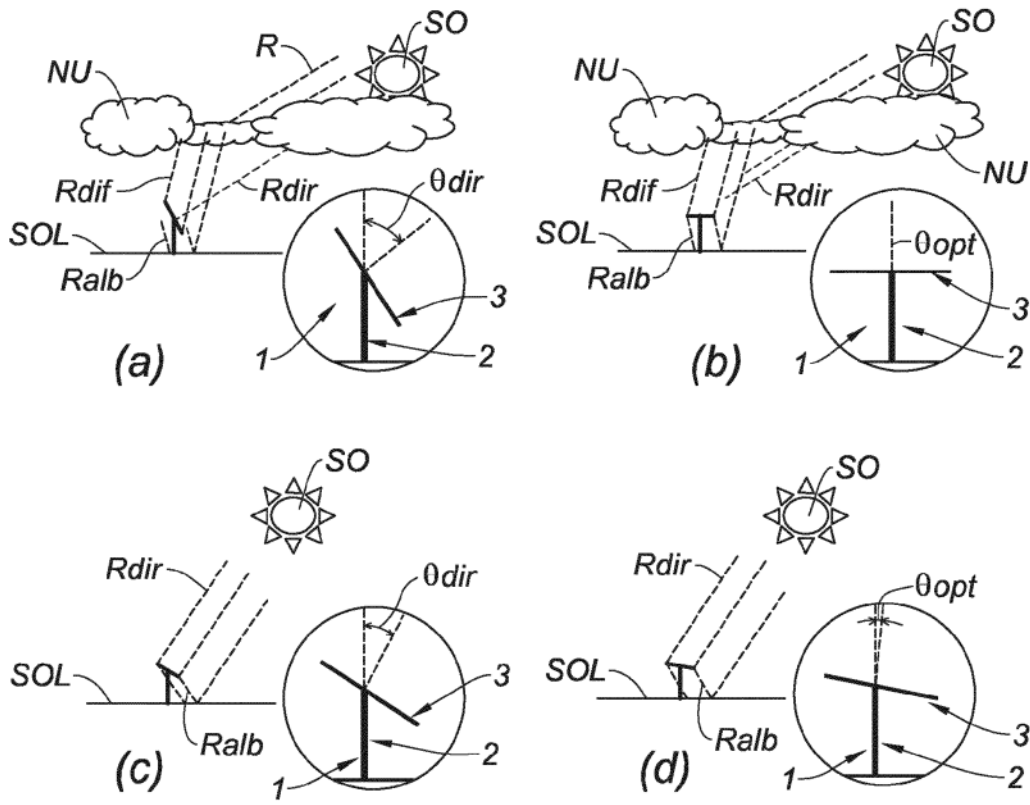 SO
R
NU
Rdif
Rdir
θdir
SOL
Ralb
3
1
2
(a)
SO
NU
NU
Rdif
Rdir
SOL
Ralb
θopt
3
1
2
(b)
SO
Rdir
θdir
SOL
3
Ralb
2
1
(c)
SO
Rdir
θopt
SOL
Ralb
3
1
2
(d)